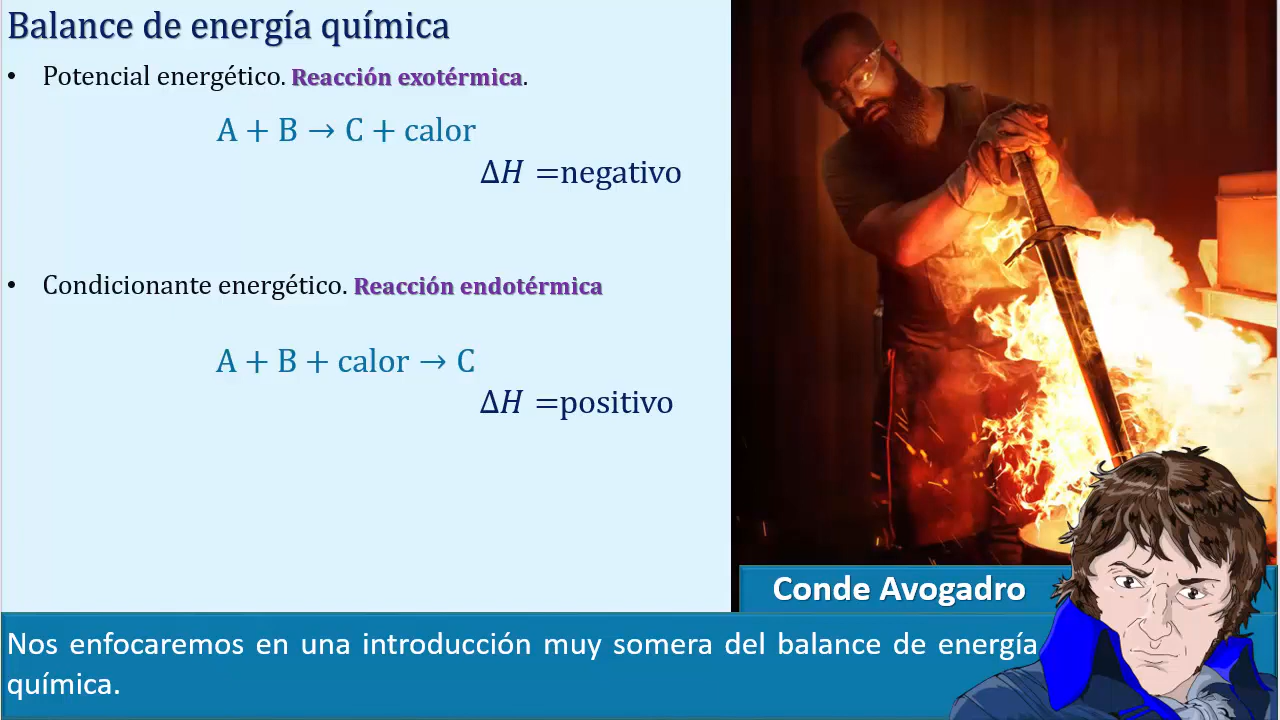 Balance de energía química
• Potencial energético. Reacción exotérmica.
A + B → C + calor
ΔH =negativo
• Condicionante energético. Reacción endotérmica
A + B + calor → C
ΔH =positivo
Conde Avogadro
Nos enfocaremos en una introducción muy somera del balance de energía
química.